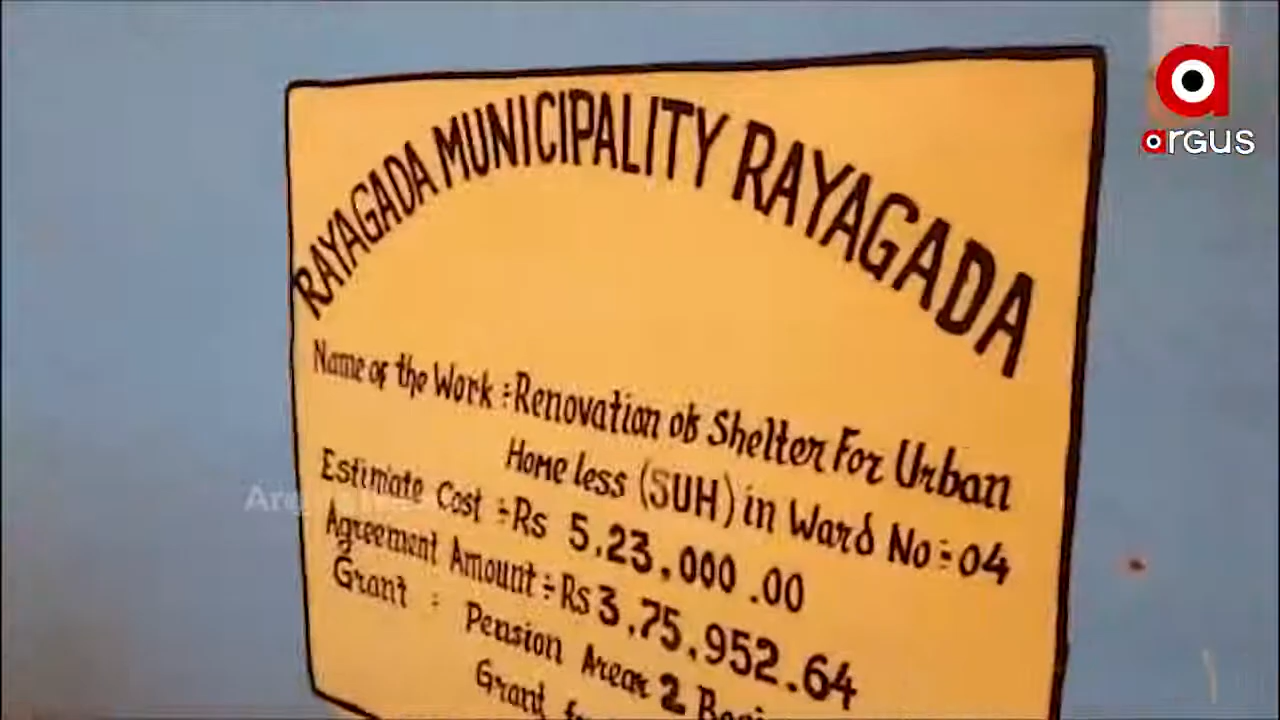 argus
RAYAGADA MUNICIPALITY RAYAGADA
Name of the Work ÷ Renovation of Shelter For Urban
Home less (SUH) in Ward No ÷ 04
Estimate Cost ÷ Rs 5.23.000.00
Agreement Amount ÷ Rs 3.75.952.64
Grant : Pension Arear 2
Grant